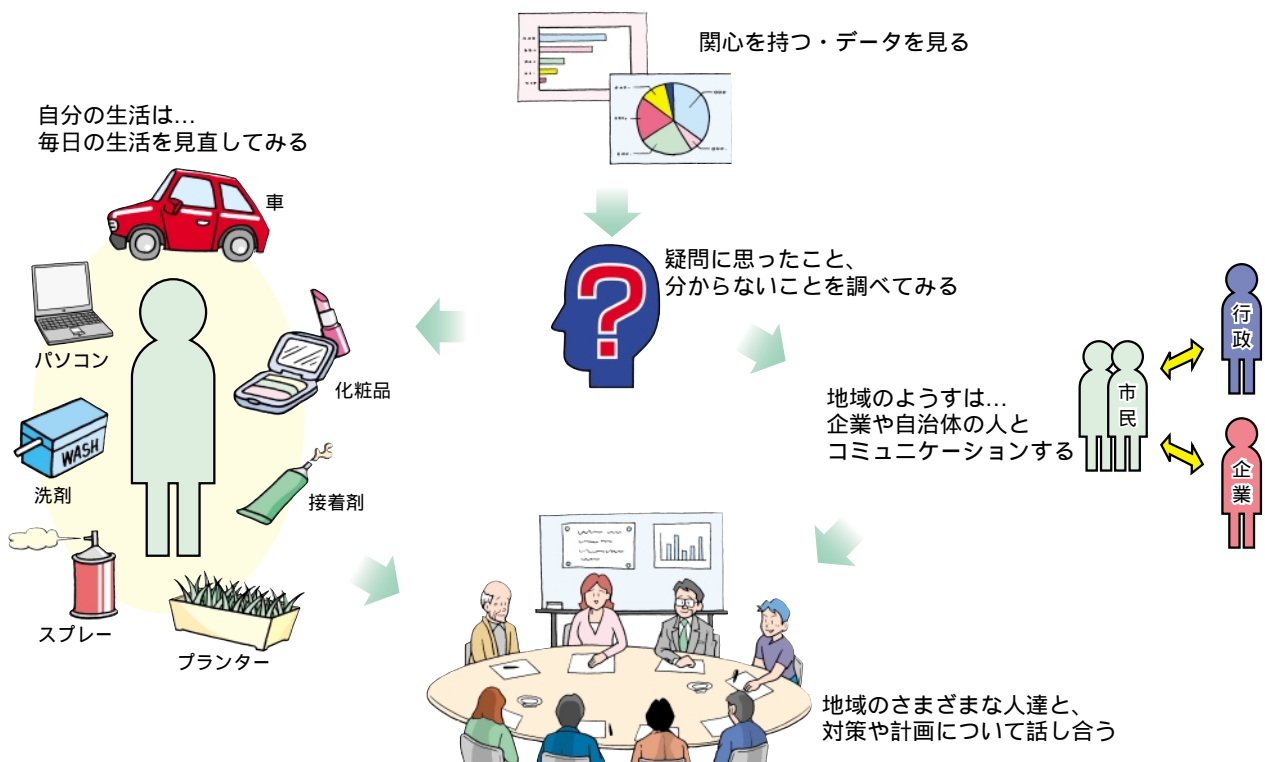 関心を持つ・データを見る
自分の生活は…
毎日の生活を見直してみる
車
パソコン
化粧品
WASH
洗剤
接着剤
スプレー
プランター
疑問に思ったこと、
分からないことを調べてみる
地域のようすは…
企業や自治体の人と
コミュニケーションする
市民
行政
企業
地域のさまざまな人達と、
対策や計画について話し合う